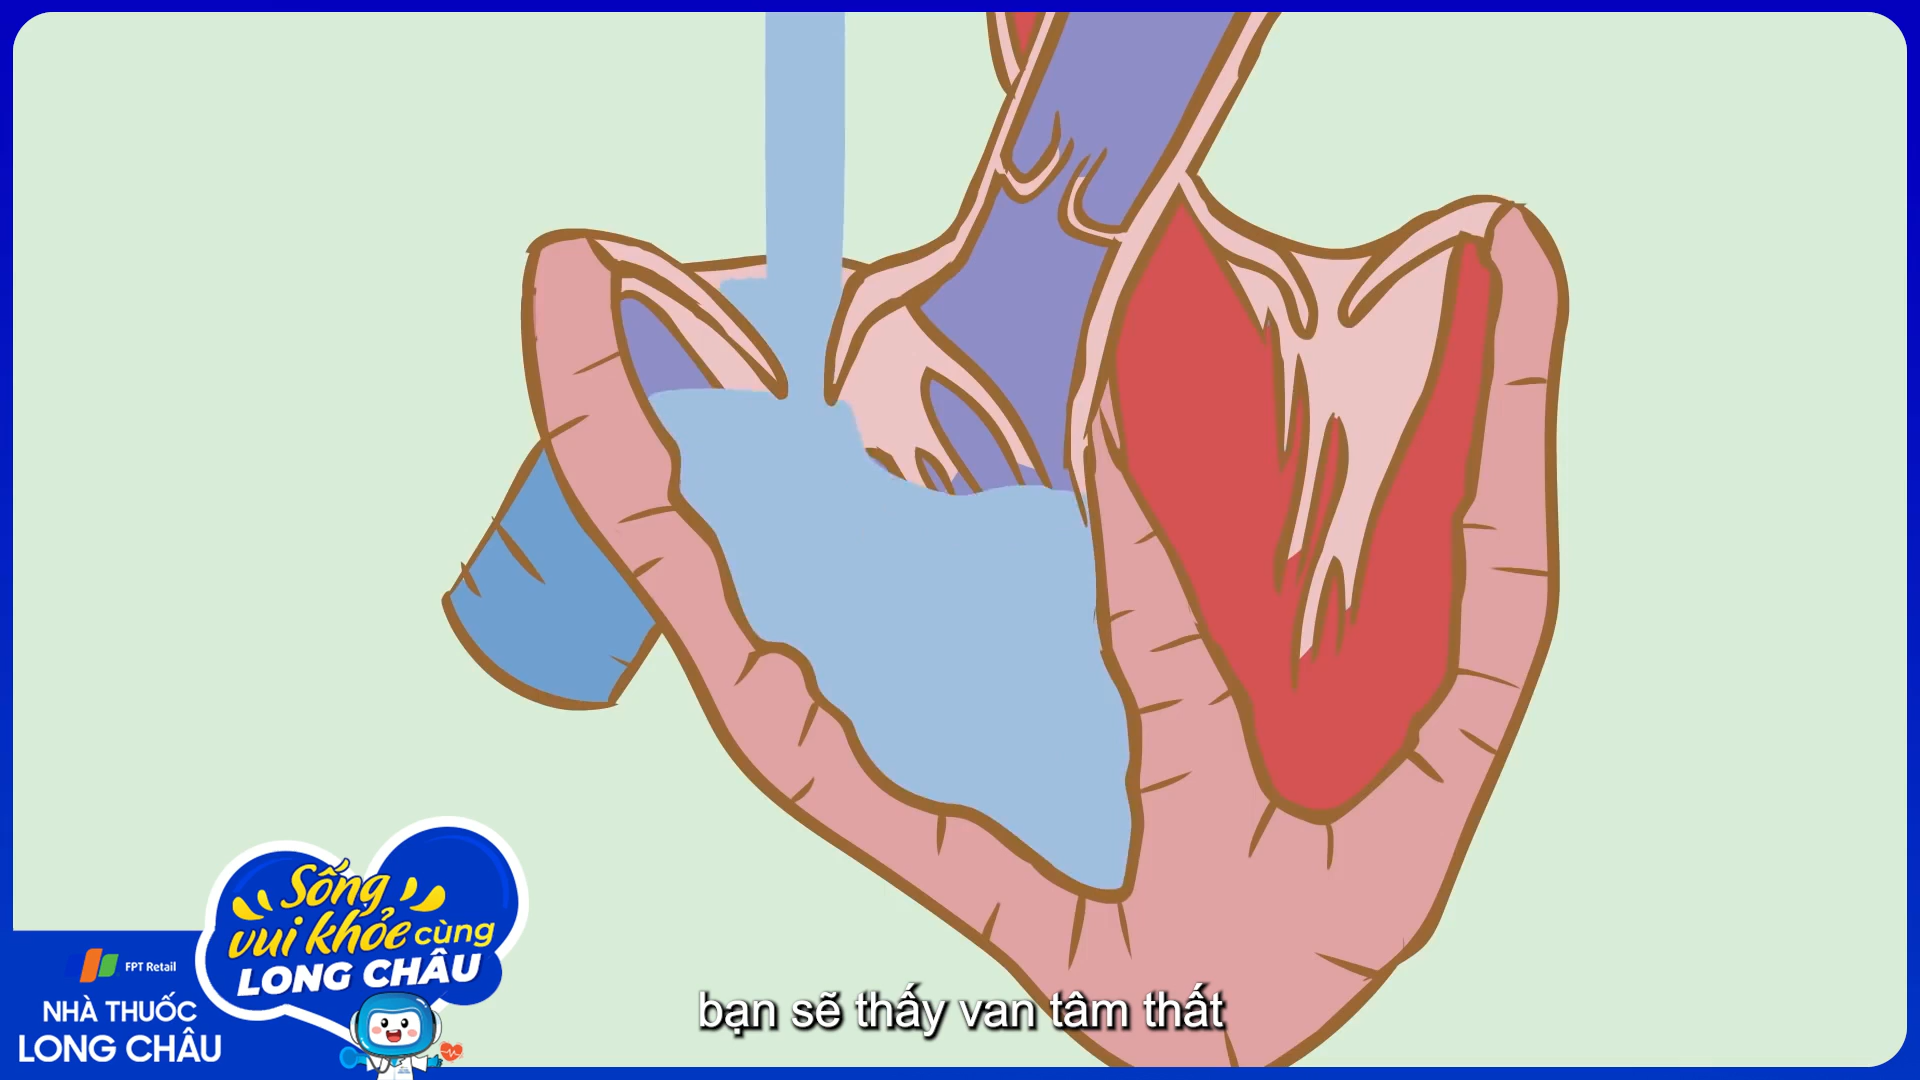 Sống
vui khỏe cùng
LONG CHÂU
FPT Retail
NHÀ THUỐC
LONG CHÂU
bạn sẽ thấy van tâm thất